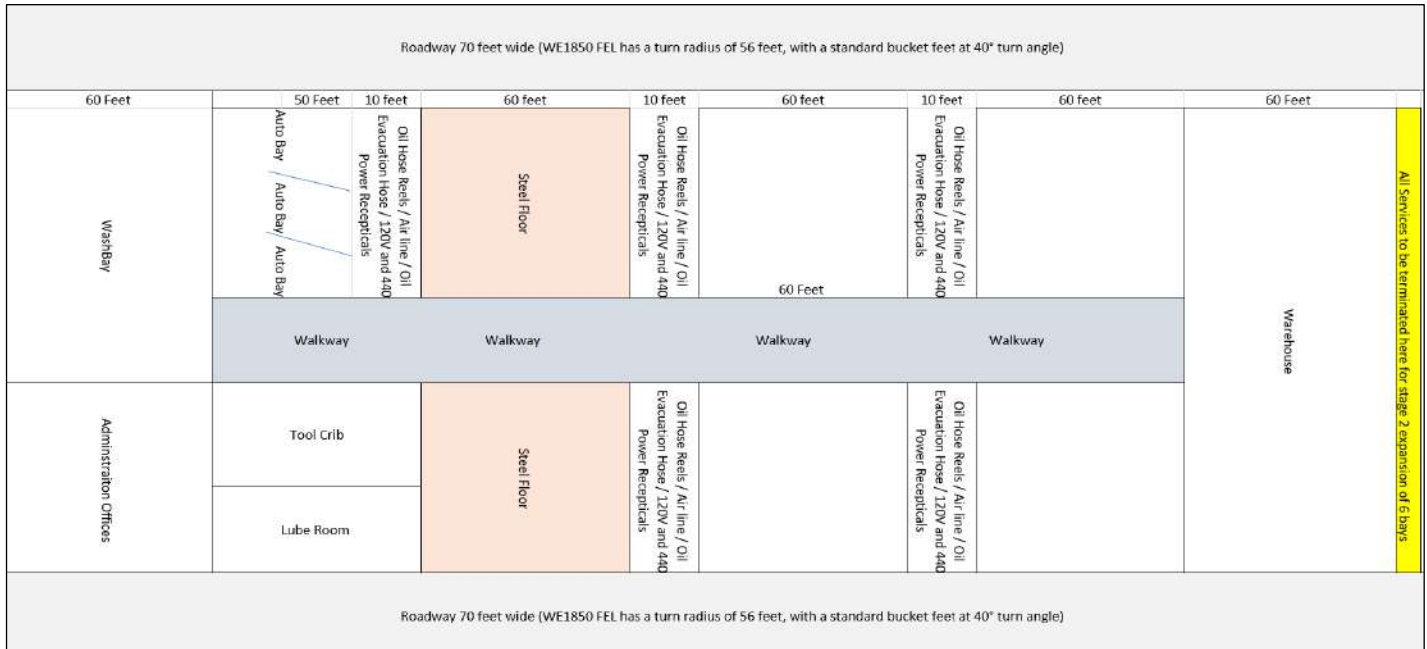 Roadway 70 feet wide (WE1850 FEL has a turn radius of 56 feet, with a standard bucket feet at 40° turn angle)
60 Feet
50 Feet
10 feet
60 feet
10 feet
60 feet
10 feet
60 feet
60 Feet
WashBay
Auto Bay
Auto Bay
Auto Bay
Oil Hose Reels / Air line / Oil
Evacuation Hose / 120V and 440
Power Recepticals
Steel Floor
Oil Hose Reels / Air line / Oil
Evacuation Hose / 120V and 440
Power Recepticals
60 Feet
Oil Hose Reels / Air line / Oil
Evacuation Hose / 120V and 440
Power Recepticals
Warehouse
All Services to be terminated here for stage 2 expansion of 6 bays
Walkway
Walkway
Walkway
Walkway
Adminstraiton Offices
Tool Crib
Lube Room
Steel Floor
Oil Hose Reels / Air line / Oil
Evacuation Hose / 120V and 440
Power Recepticals
Oil Hose Reels / Air line / Oil
Evacuation Hose / 120V and 440
Power Recepticals
Roadway 70 feet wide (WE1850 FEL has a turn radius of 56 feet, with a standard bucket feet at 40° turn angle)